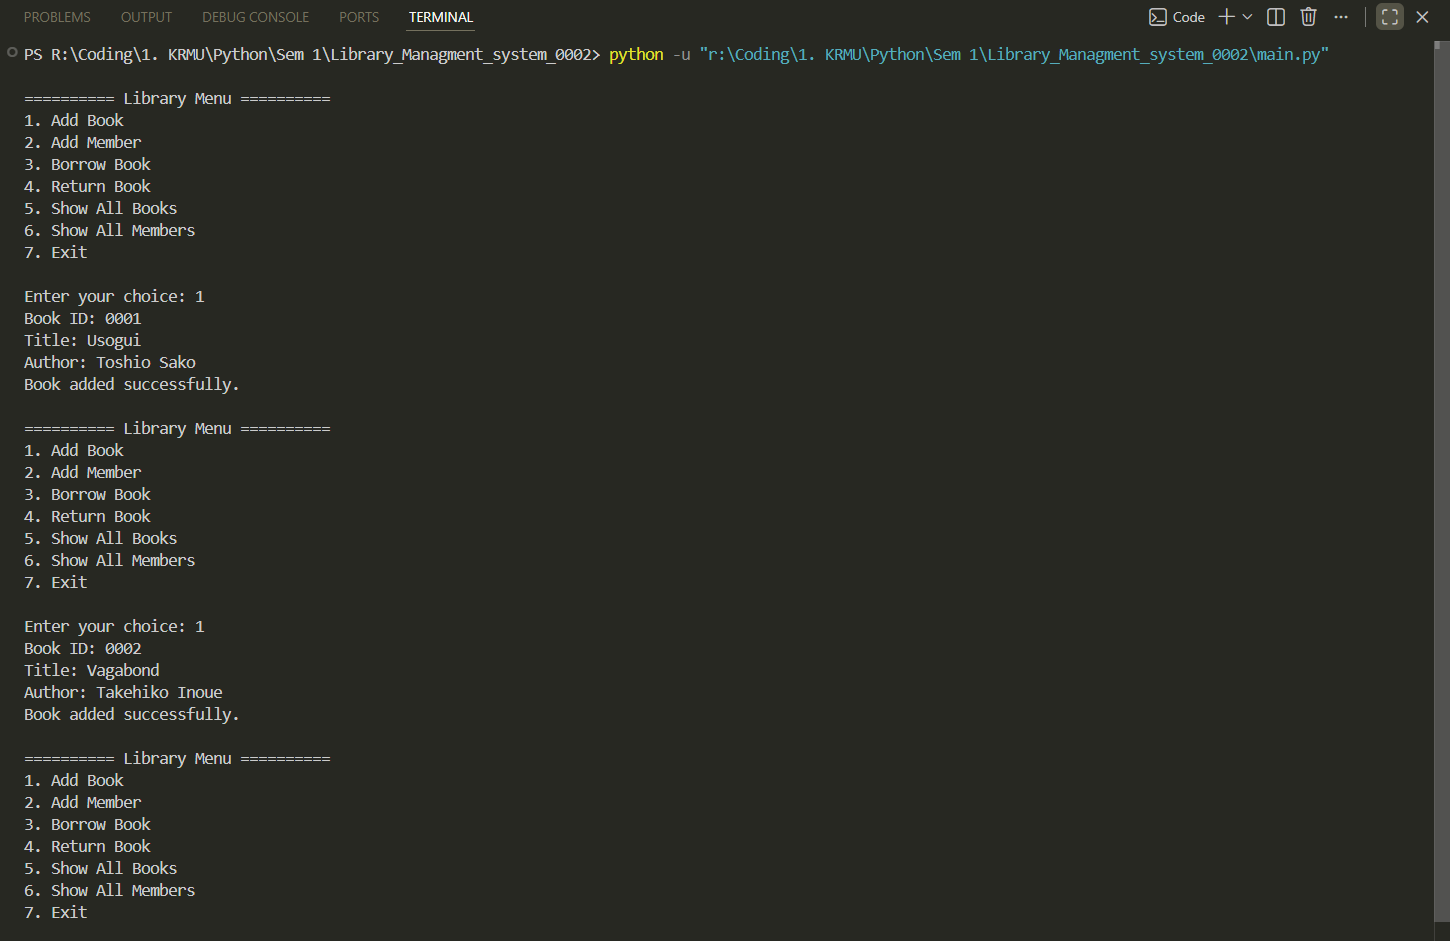 PROBLEMS OUTPUT DEBUG CONSOLE PORTS TERMINAL Code
PS R:\Coding\1. KRMU\Python\Sem 1\Library_Managment_system_0002> python -u "r:\Coding\1. KRMU\Python\Sem 1\Library_Managment_system_0002\main.py"
========== Library Menu ==========
1. Add Book
2. Add Member
3. Borrow Book
4. Return Book
5. Show All Books
6. Show All Members
7. Exit
Enter your choice: 1
Book ID: 0001
Title: Usogui
Author: Toshio Sako
Book added successfully.
========== Library Menu ==========
1. Add Book
2. Add Member
3. Borrow Book
4. Return Book
5. Show All Books
6. Show All Members
7. Exit
Enter your choice: 1
Book ID: 0002
Title: Vagabond
Author: Takehiko Inoue
Book added successfully.
========== Library Menu ==========
1. Add Book
2. Add Member
3. Borrow Book
4. Return Book
5. Show All Books
6. Show All Members
7. Exit